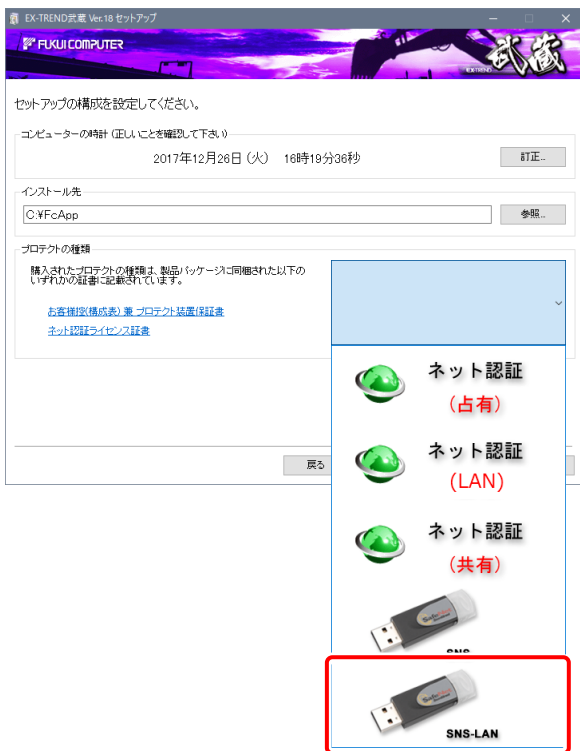 EX-TREND武蔵 Ver.18 セットアップ
FUKUI COMPUTER
EX-TREND 武蔵
セットアップの構成を設定してください。
コンピューターの時計 (正しいことを確認して下さい)
2017年12月26日 (火) 16時19分36秒
訂正...
インストール先
C:¥FcApp
参照...
プロテクトの種類
購入されたプロテクトの種類は、製品パッケージに同梱された以下の
いずれかの証書に記載されています。
お客様控(構成表) 兼 プロテクト装置保証書
ネット認証ライセンス証書
ネット認証
(占有)
ネット認証
(LAN)
戻る
ネット認証
(共有)
SNS
SNS-LAN